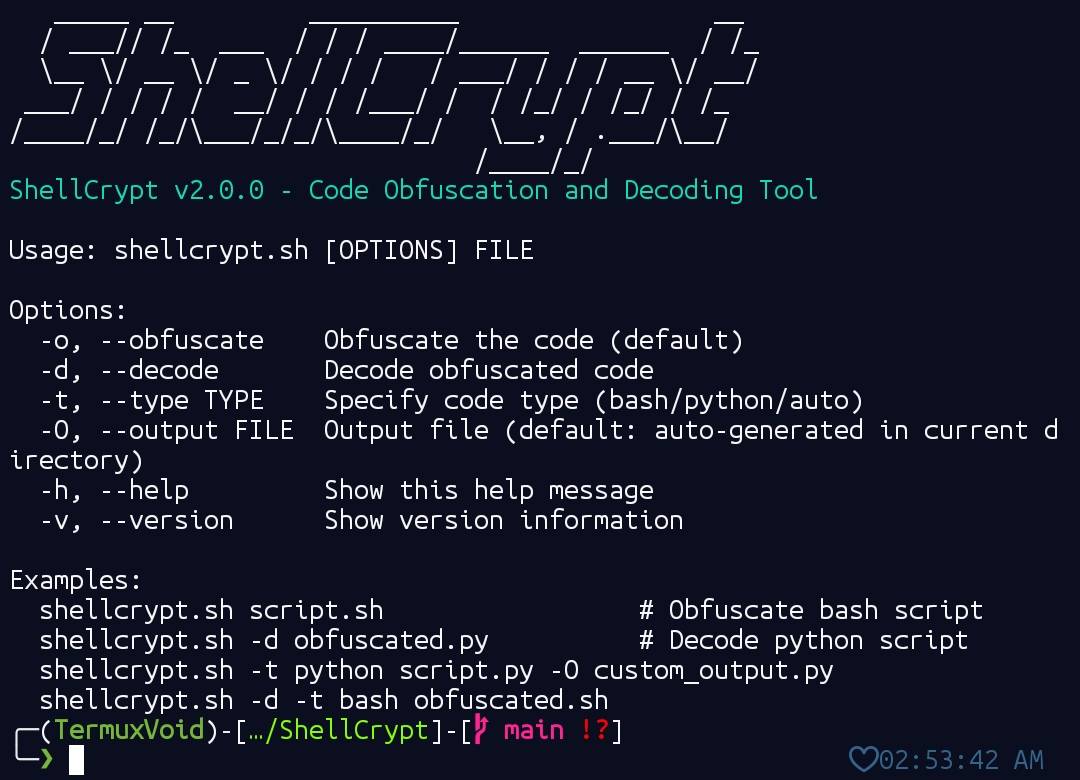 ShellCrypt
ShellCrypt v2.0.0 - Code Obfuscation and Decoding Tool
Usage: shellcrypt.sh [OPTIONS] FILE
Options:
-o, --obfuscate    Obfuscate the code (default)
-d, --decode       Decode obfuscated code
-t, --type TYPE    Specify code type (bash/python/auto)
-O, --output FILE  Output file (default: auto-generated in current d
irectory)
-h, --help         Show this help message
-v, --version      Show version information
Examples:
shellcrypt.sh script.sh                 # Obfuscate bash script
shellcrypt.sh -d obfuscated.py          # Decode python script
shellcrypt.sh -t python script.py -O custom_output.py
shellcrypt.sh -d -t bash obfuscated.sh
(TermuxVoid)-[…/ShellCrypt]-[main !?]
❯ 02:53:42 AM